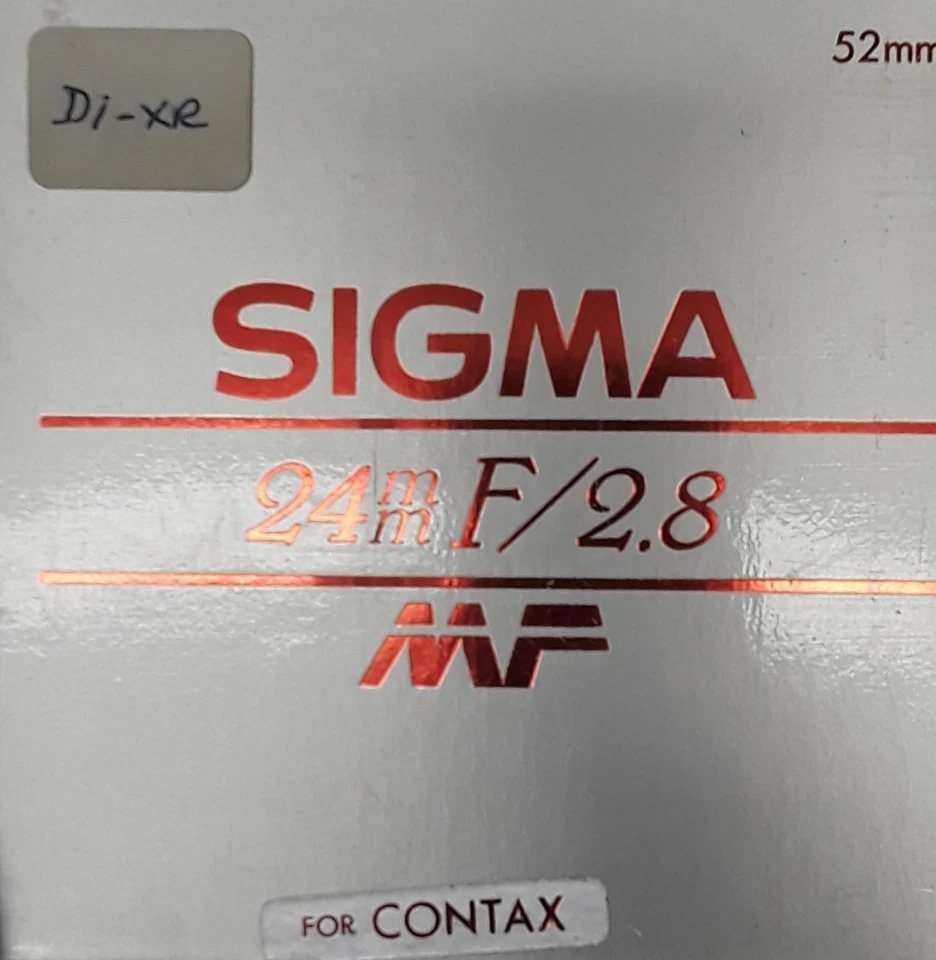 52mm
Di-XR
SIGMA
24mm F/2.8
MF
FOR CONTAX